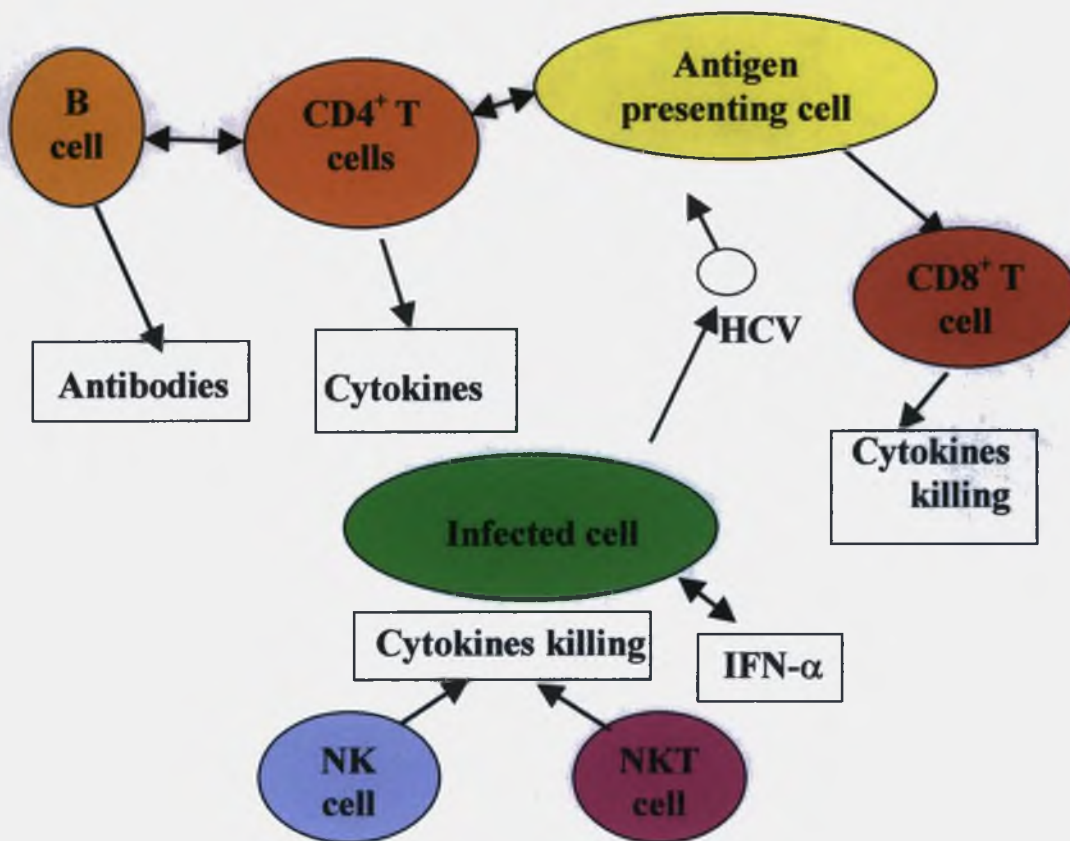 B
cell
CD4⁺ T
cells
Antigen
presenting cell
CD8⁺ T
cell
HCV
Antibodies
Cytokines
Cytokines
killing
Infected cell
Cytokines killing
IFN-α
NK
cell
NKT
cell